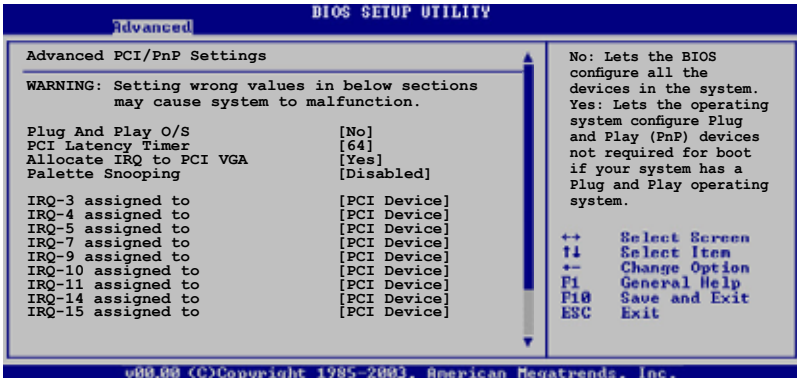 BIOS SETUP UTILITY
Advanced
Advanced PCI/PnP Settings
WARNING: Setting wrong values in below sections
may cause system to malfunction.
Plug And Play O/S [No]
PCI Latency Timer [64]
Allocate IRQ to PCI VGA [Yes]
Palette Snooping [Disabled]
IRQ-3 assigned to [PCI Device]
IRQ-4 assigned to [PCI Device]
IRQ-5 assigned to [PCI Device]
IRQ-7 assigned to [PCI Device]
IRQ-9 assigned to [PCI Device]
IRQ-10 assigned to [PCI Device]
IRQ-11 assigned to [PCI Device]
IRQ-14 assigned to [PCI Device]
IRQ-15 assigned to [PCI Device]
No: Lets the BIOS
configure all the
devices in the system.
Yes: Lets the operating
system configure Plug
and Play (PnP) devices
not required for boot
if your system has a
Plug and Play operating
system.
↔ Select Screen
↑↓ Select Item
+- Change Option
F1 General Help
F10 Save and Exit
ESC Exit
v00.00 (C)Copyright 1985-2003, American Megatrends, Inc.